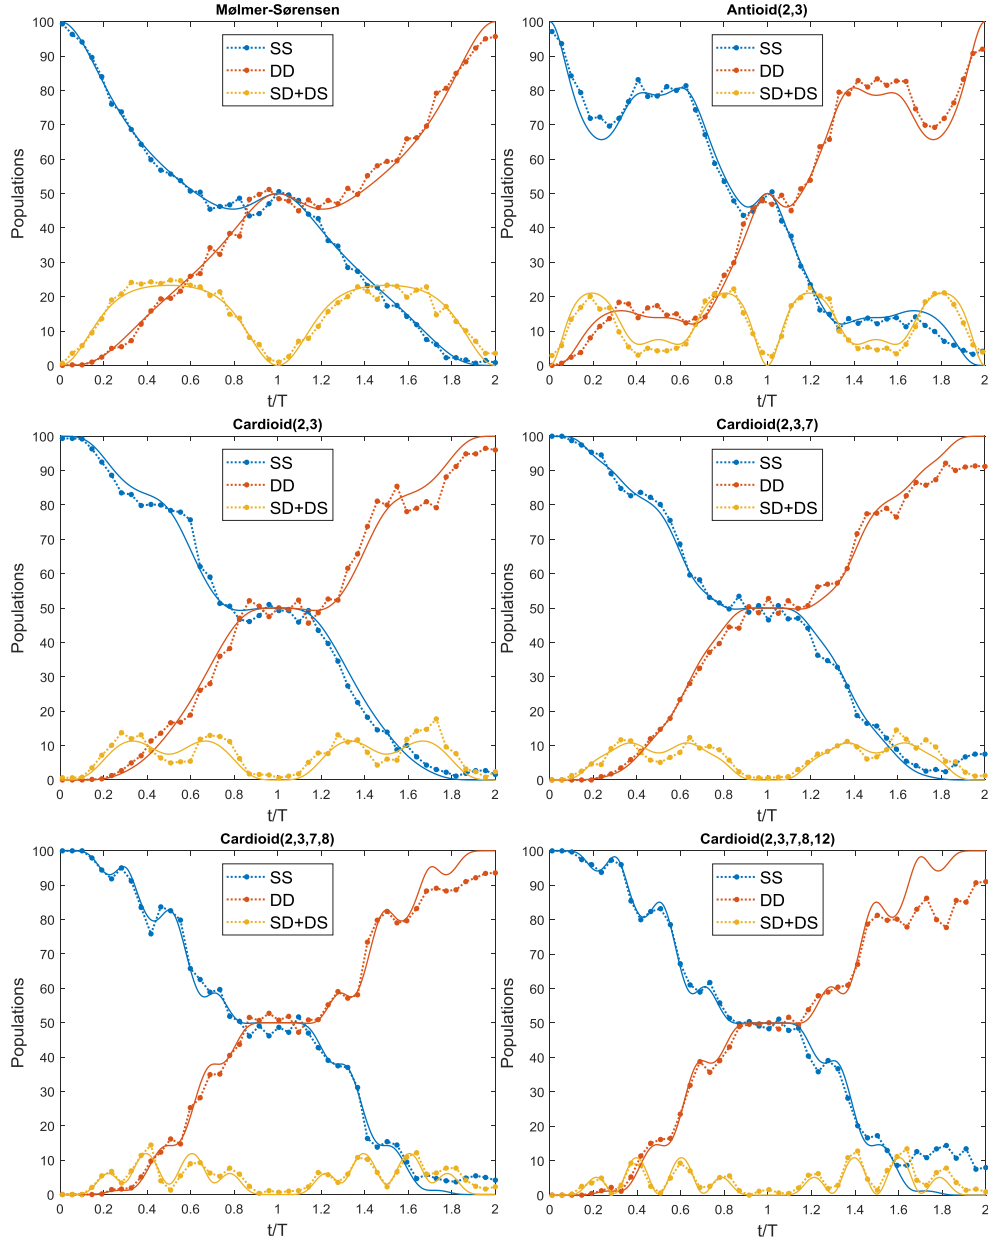 Mølmer-Sørensen
100
90
80
70
60
50
40
30
20
10
0
Populations
SS
DD
SD+DS
0 0.2 0.4 0.6 0.8 1 1.2 1.4 1.6 1.8 2
t/T
Antioid(2,3)
100
90
80
70
60
50
40
30
20
10
0
Populations
SS
DD
SD+DS
0 0.2 0.4 0.6 0.8 1 1.2 1.4 1.6 1.8 2
t/T
Cardioid(2,3)
100
90
80
70
60
50
40
30
20
10
0
Populations
SS
DD
SD+DS
0 0.2 0.4 0.6 0.8 1 1.2 1.4 1.6 1.8 2
t/T
Cardioid(2,3,7)
100
90
80
70
60
50
40
30
20
10
0
Populations
SS
DD
SD+DS
0 0.2 0.4 0.6 0.8 1 1.2 1.4 1.6 1.8 2
t/T
Cardioid(2,3,7,8)
100
90
80
70
60
50
40
30
20
10
0
Populations
SS
DD
SD+DS
0 0.2 0.4 0.6 0.8 1 1.2 1.4 1.6 1.8 2
t/T
Cardioid(2,3,7,8,12)
100
90
80
70
60
50
40
30
20
10
0
Populations
SS
DD
SD+DS
0 0.2 0.4 0.6 0.8 1 1.2 1.4 1.6 1.8 2
t/T